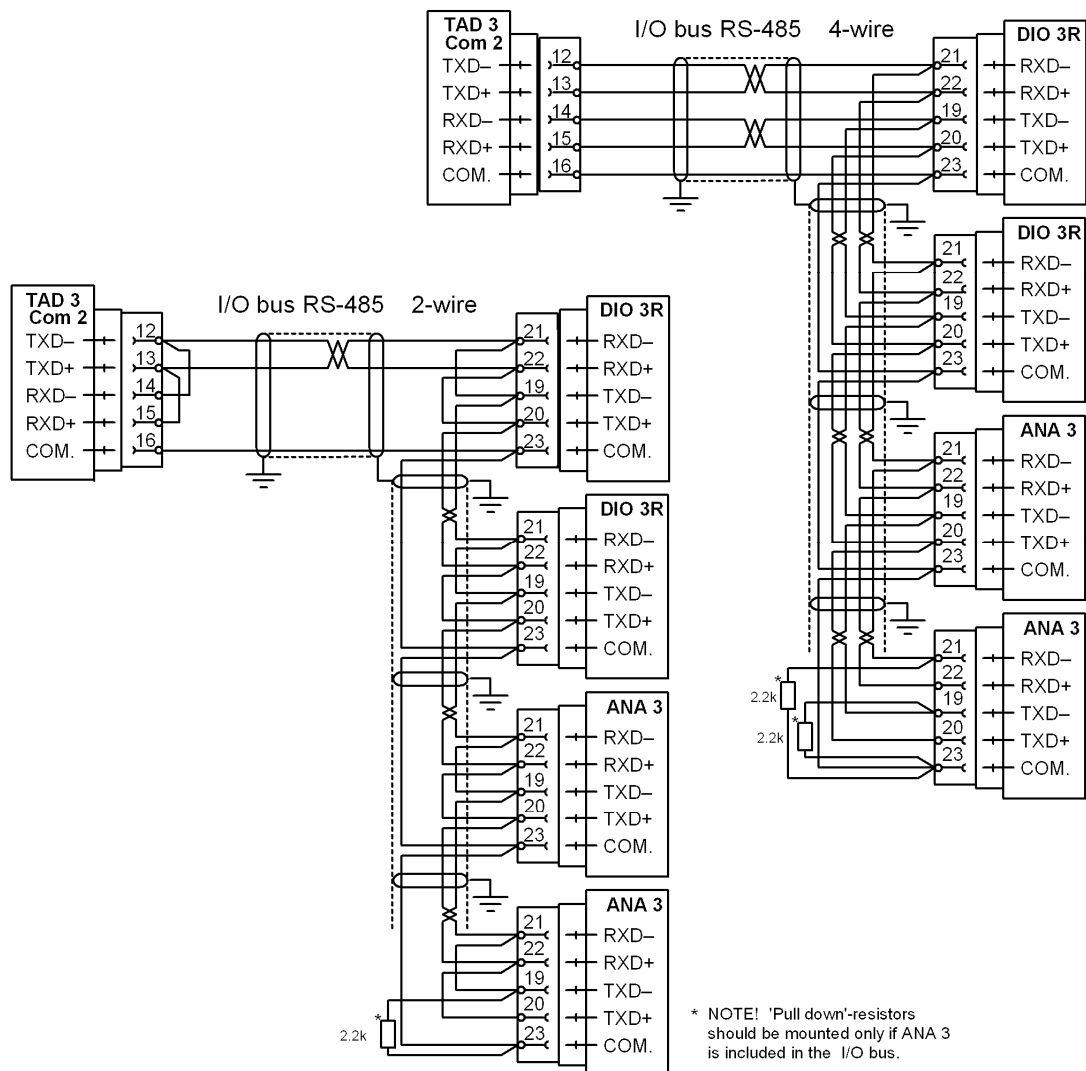 TAD 3
Com 2
TXD–
TXD+
RXD–
RXD+
COM.
12
13
14
15
16
I/O bus RS-485 4-wire
DIO 3R
21 RXD–
22 RXD+
19 TXD–
20 TXD+
23 COM.
DIO 3R
21 RXD–
22 RXD+
19 TXD–
20 TXD+
23 COM.
ANA 3
21 RXD–
22 RXD+
19 TXD–
20 TXD+
23 COM.
ANA 3
21 RXD–
22 RXD+
19 TXD–
20 TXD+
23 COM.
*
2.2k
*
2.2k
TAD 3
Com 2
TXD–
TXD+
RXD–
RXD+
COM.
12
13
14
15
16
I/O bus RS-485 2-wire
DIO 3R
21 RXD–
22 RXD+
19 TXD–
20 TXD+
23 COM.
DIO 3R
21 RXD–
22 RXD+
19 TXD–
20 TXD+
23 COM.
ANA 3
21 RXD–
22 RXD+
19 TXD–
20 TXD+
23 COM.
ANA 3
21 RXD–
22 RXD+
19 TXD–
20 TXD+
23 COM.
*
2.2k
* NOTE! 'Pull down'-resistors
should be mounted only if ANA 3
is included in the I/O bus.